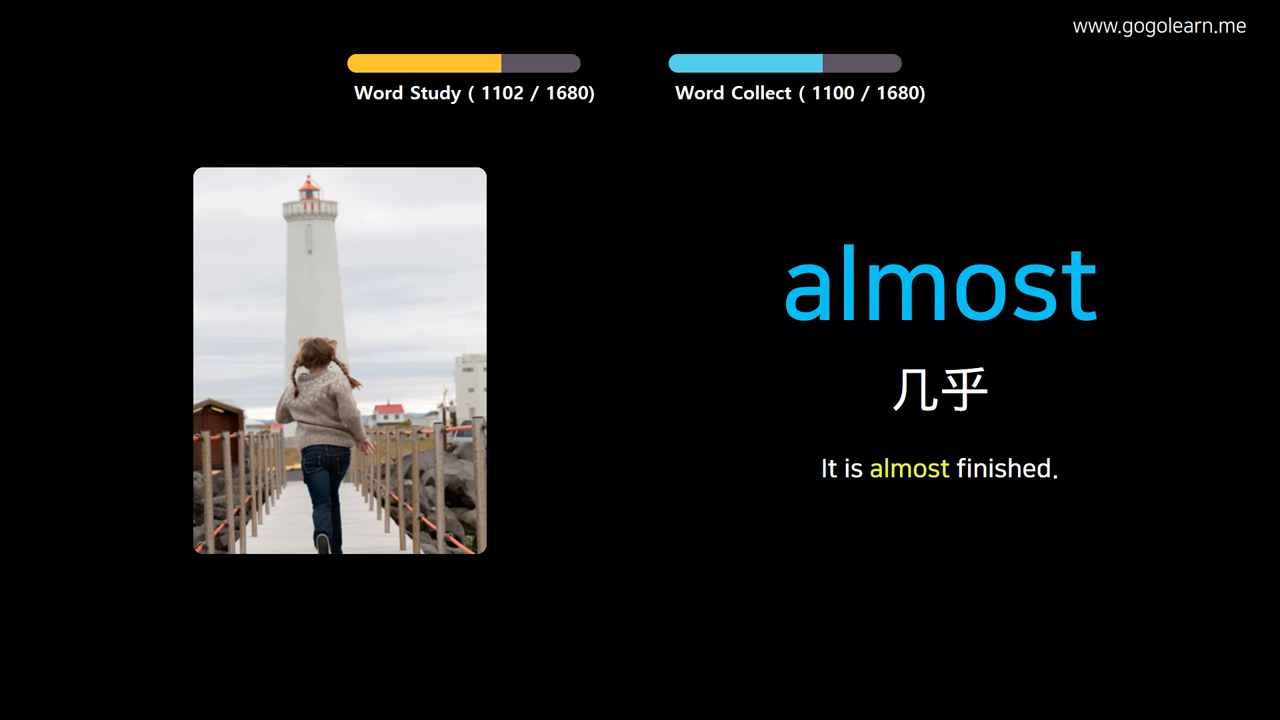 www.gogolearn.me
Word Study ( 1102 / 1680)
Word Collect ( 1100 / 1680)
almost
几乎
It is almost finished.